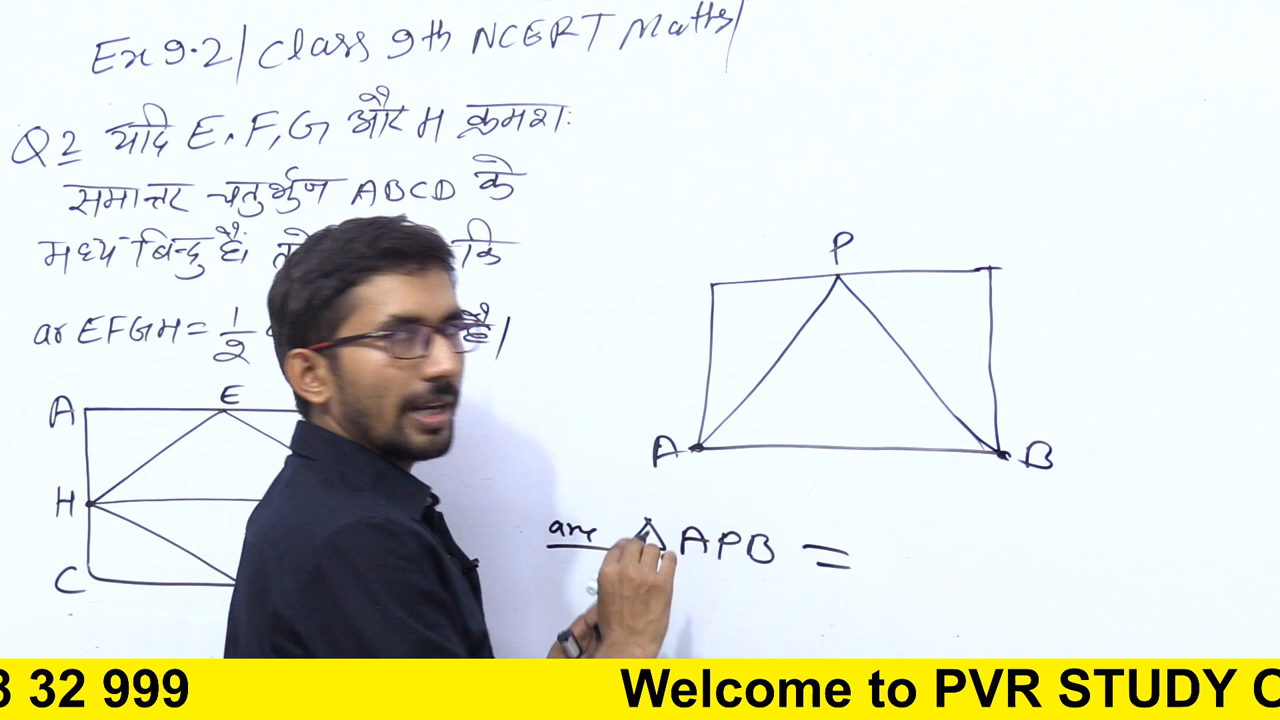 Ex 9.2/ Class 9th NCERT Maths/
Q2 यदि E, F, G और H क्रमशः
समान्तर चतुर्भुज ABCD के
मध्य बिन्दु है। कि
ar EFGH = 1/2 है।
A E
H
C
P
A B
are △ APB =
3 32 999 Welcome to PVR STUDY